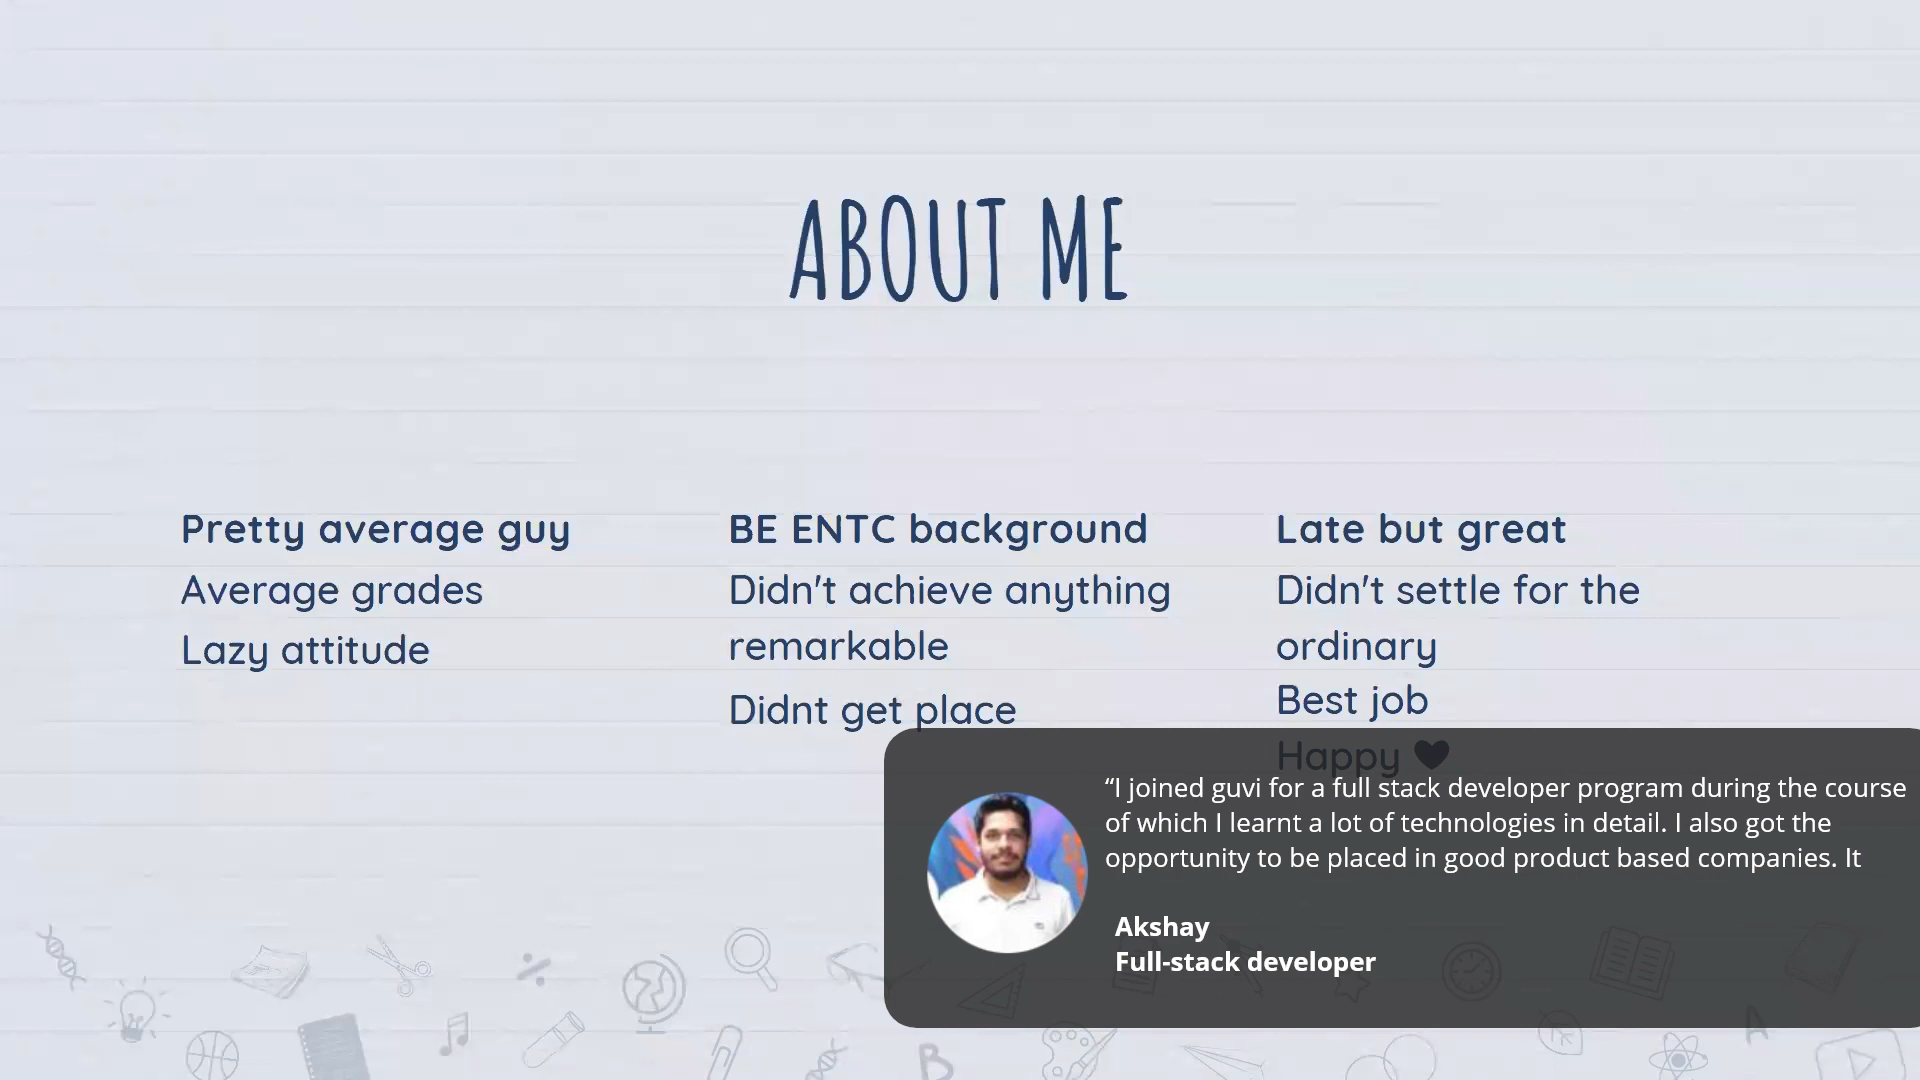 ABOUT ME
Pretty average guy
Average grades
Lazy attitude
BE ENTC background
Didn't achieve anything
remarkable
Didnt get place
Late but great
Didn't settle for the
ordinary
Best job
Happy ♥
“I joined guvi for a full stack developer program during the course
of which I learnt a lot of technologies in detail. I also got the
opportunity to be placed in good product based companies. It
Akshay
Full-stack developer
B
A